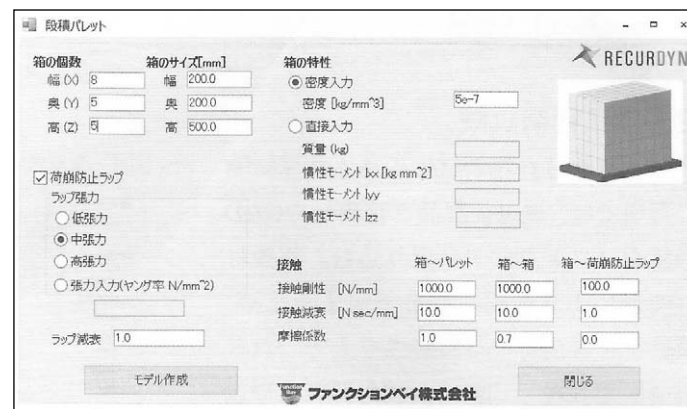 段積パレット
RECURDYN
箱の個数
幅 (X) 8
奥 (Y) 5
高 (Z) 5
箱のサイズ[mm]
幅 200.0
奥 200.0
高 500.0
箱の特性
密度入力
密度 [kg/mm^3] 5e-7
直接入力
質量 (kg)
慣性モーメント Ixx [kg mm^2]
慣性モーメント Iyy
慣性モーメント Izz
荷崩防止ラップ
ラップ張力
低張力
中張力
高張力
張力入力(ヤング率 N/mm^2)
ラップ減衰 1.0
接触 箱～パレット 箱～箱 箱～荷崩防止ラップ
接触剛性 [N/mm] 1000.0 1000.0 100.0
接触減衰 [N sec/mm] 10.0 10.0 1.0
摩擦係数 1.0 0.7 0.0
モデル作成
Function Bay ファンクションベイ株式会社
閉じる